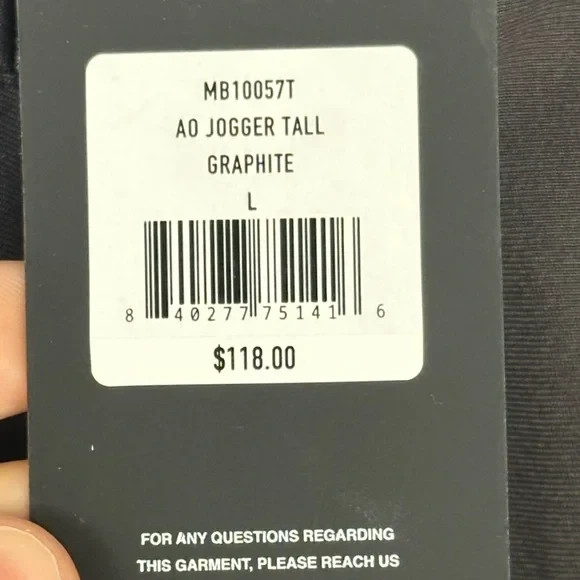 MB10057T
AO JOGGER TALL
GRAPHITE
L
8 40277 75141 6
$118.00
FOR ANY QUESTIONS REGARDING
THIS GARMENT, PLEASE REACH US